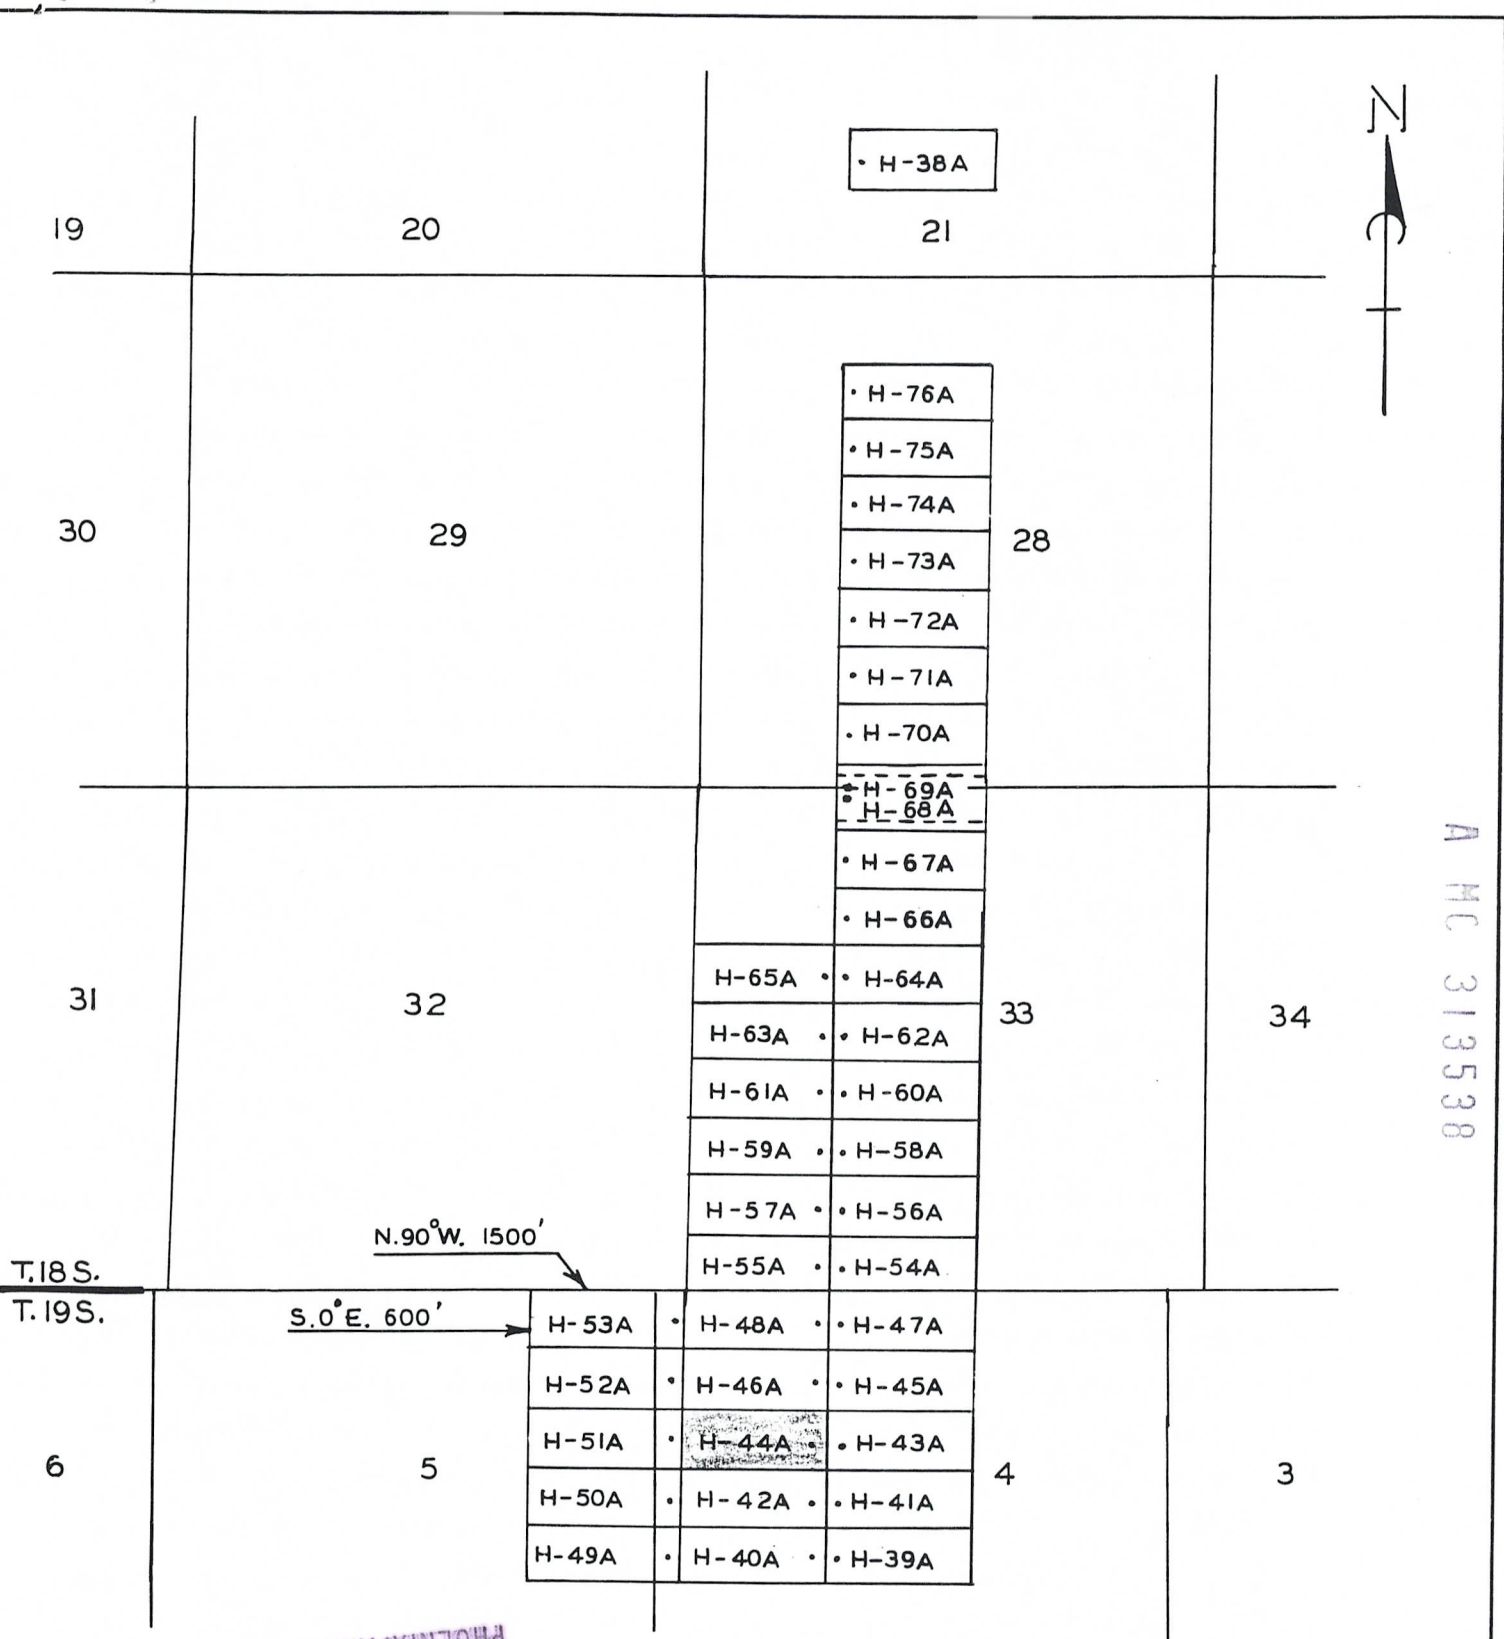 N
H-38A
19 20 21
H-76A
H-75A
H-74A
30 29 H-73A 28
H-72A
H-71A
H-70A
H-69A
H-68A
H-67A
H-66A
H-65A H-64A
31 32 33 34
H-63A H-62A
H-61A H-60A
H-59A H-58A
H-57A H-56A
N.90°W. 1500'
H-55A H-54A
T.18S.
T.19S.
S.0°E. 600'
H-53A H-48A H-47A
H-52A H-46A H-45A
H-51A H-44A H-43A
6 5 4 3
H-50A H-42A H-41A
H-49A H-40A H-39A
A MC 313538